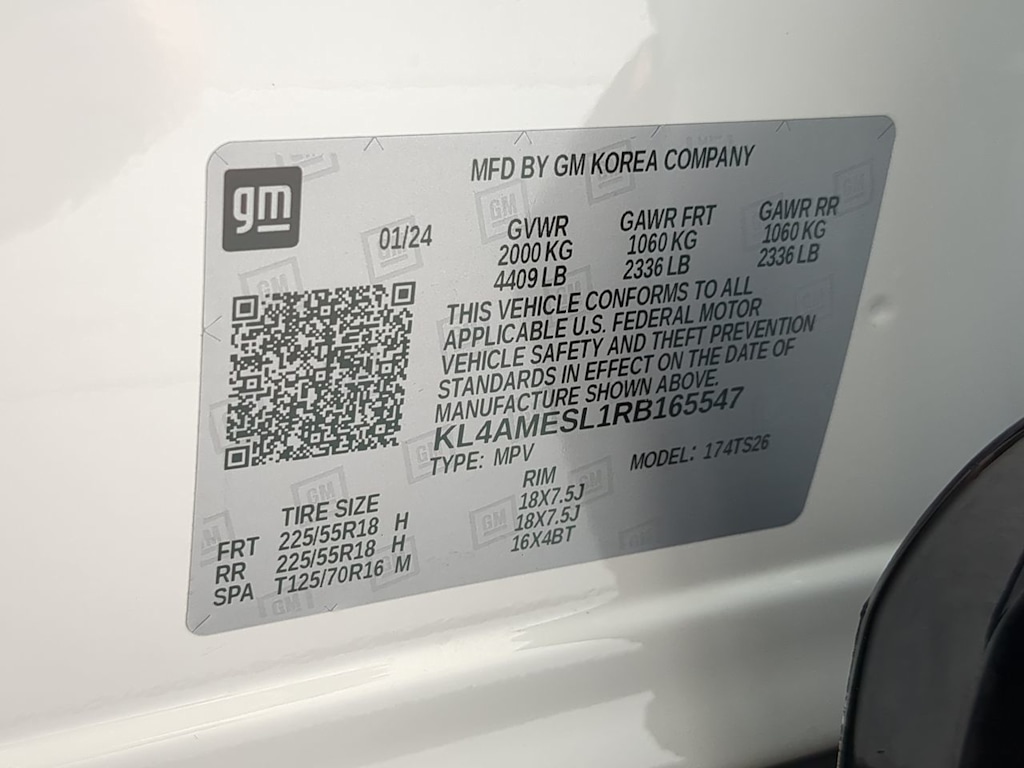 MFD BY GM KOREA COMPANY
gm
01/24
GVWR GAWR FRT GAWR RR
2000 KG 1060 KG 1060 KG
4409 LB 2336 LB 2336 LB
THIS VEHICLE CONFORMS TO ALL
APPLICABLE U.S. FEDERAL MOTOR
VEHICLE SAFETY AND THEFT PREVENTION
STANDARDS IN EFFECT ON THE DATE OF
MANUFACTURE SHOWN ABOVE.
KL4AMESL1RB165547
TYPE: MPV MODEL: 174TS26
TIRE SIZE RIM
FRT 225/55R18 H 18X7.5J
RR 225/55R18 H 18X7.5J
SPA T125/70R16 M 16X4BT